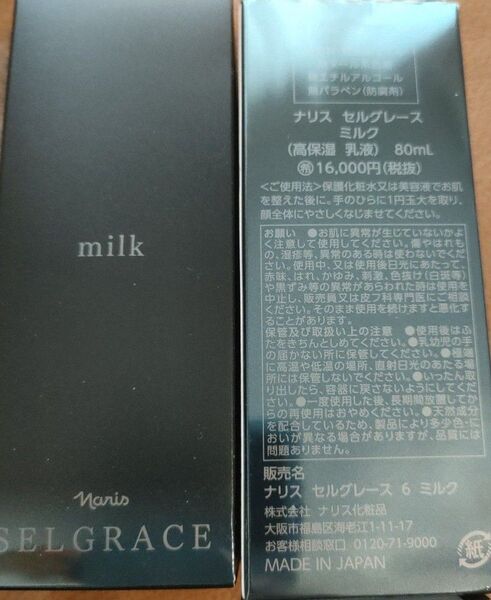 milk
Naris
SELGRACE
無エチルアルコール
無パラベン(防腐剤)
ナリス セルグレース
ミルク
(高保湿 乳液) 80mL
希 16,000円(税抜)
<ご使用法>保護化粧水又は美容液でお肌
を整えた後に。手のひらに1円玉大を取り、
顔全体にやさしくなじませてください。
お願い ●お肌に異常が生じていないかよ
く注意して使用してください。傷やはれも
の、湿疹等、異常のある時は使わないでくだ
さい。使用中、又は使用後日光にあたって、
赤味、はれ、かゆみ、刺激、色抜け(白斑等)
や黒ずみ等の異常があらわれた時は使用を
中止し、販売員又は皮フ科専門医にご相談
ください。そのまま使用を続けますと悪化す
ることがあります。
保管及び取扱い上の注意 ●使用後はふ
たをきちんとしめてください。●乳幼児の手
の届かない所に保管してください。●極端
に高温や低温の場所、直射日光のあたる場
所には保管しないでください。●いったん取
り出したら、容器に戻さないようにしてくだ
さい。●一度使用した後、長期間放置してか
らの再使用はおやめください。●天然成分
を配合しているため、製品により多少色・に
おいが異なる場合がありますが、品質には
問題ありません。
販売名
ナリス セルグレース 6 ミルク
株式会社 ナリス化粧品
大阪市福島区海老江1-11-17
お客様相談窓口 0120-71-9000
MADE IN JAPAN
紙